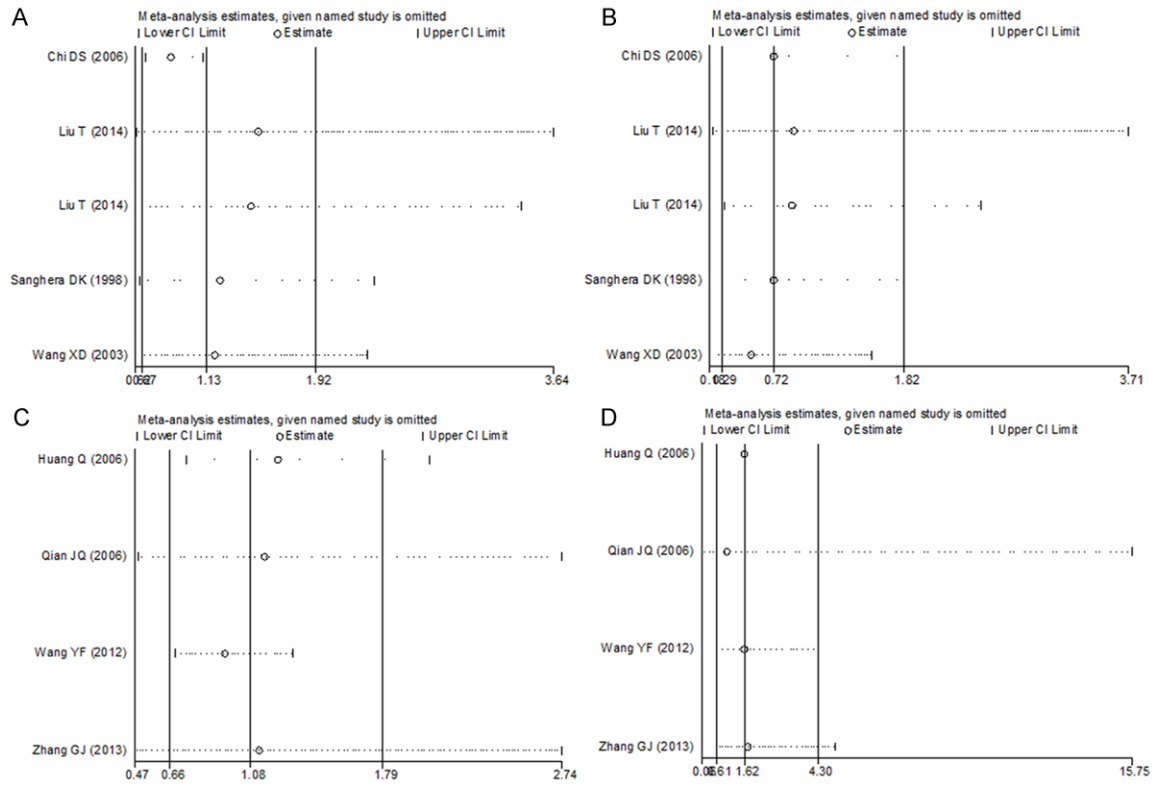 A
Meta-analysis estimates, given named study is omitted
Lower CI Limit Estimate Upper CI Limit
Chi DS (2006)
Liu T (2014)
Liu T (2014)
Sanghera DK (1998)
Wang XD (2003)
1.13 1.92 3.64
B
Meta-analysis estimates, given named study is omitted
Lower CI Limit Estimate Upper CI Limit
Chi DS (2006)
Liu T (2014)
Liu T (2014)
Sanghera DK (1998)
Wang XD (2003)
0.72 1.82 3.71
C
Meta-analysis estimates, given named study is omitted
Lower CI Limit Estimate Upper CI Limit
Huang Q (2006)
Qian JQ (2006)
Wang YF (2012)
Zhang GJ (2013)
0.47 0.66 1.08 1.79 2.74
D
Meta-analysis estimates, given named study is omitted
Lower CI Limit Estimate Upper CI Limit
Huang Q (2006)
Qian JQ (2006)
Wang YF (2012)
Zhang GJ (2013)
1.62 4.30 15.75